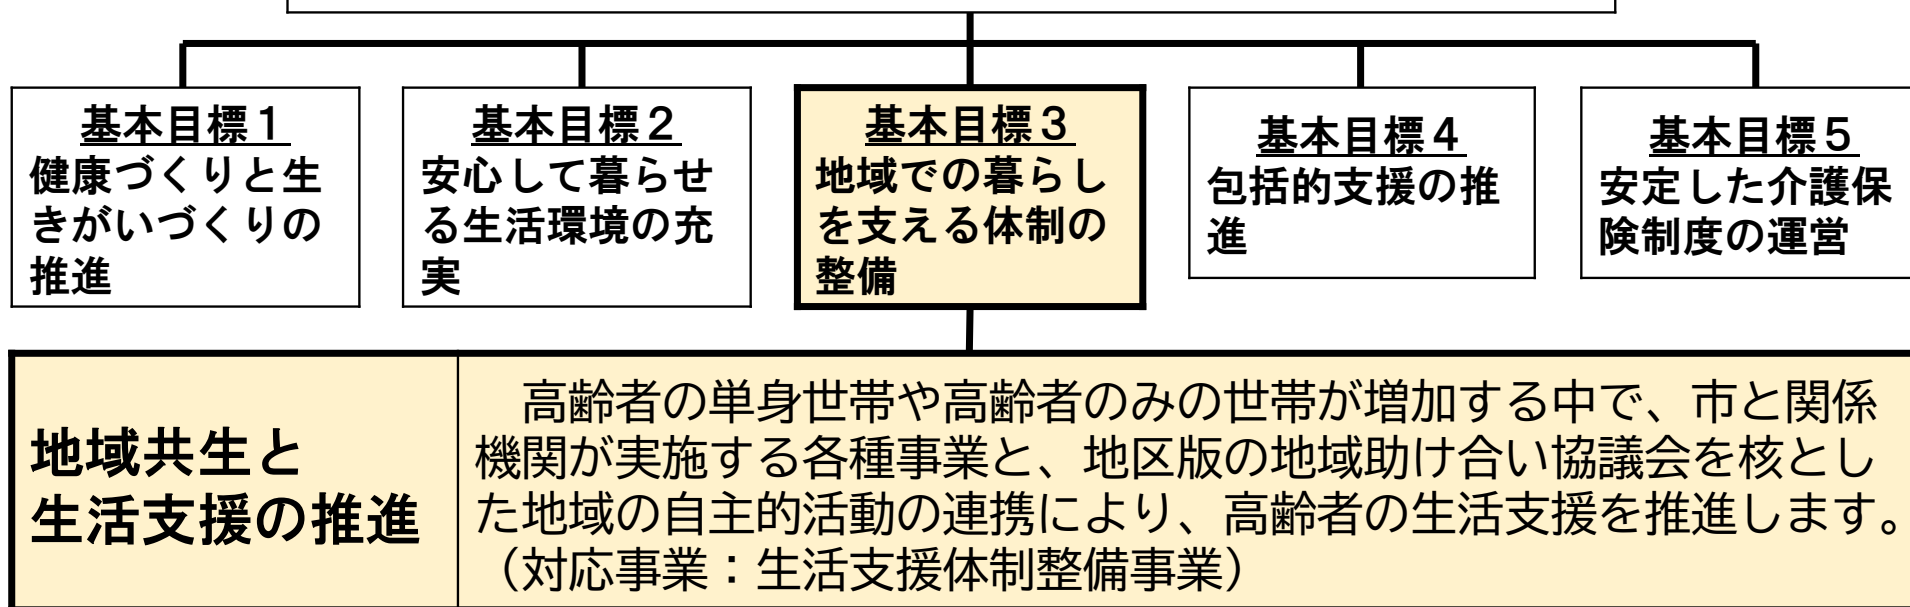 基本目標１
健康づくりと生
きがいづくりの
推進
基本目標２
安心して暮らせ
る生活環境の充
実
基本目標３
地域での暮らし
を支える体制の
整備
基本目標４
包括的支援の推
進
基本目標５
安定した介護保
険制度の運営
地域共生と
生活支援の推進
　高齢者の単身世帯や高齢者のみの世帯が増加する中で、市と関係
機関が実施する各種事業と、地区版の地域助け合い協議会を核とし
た地域の自主的活動の連携により、高齢者の生活支援を推進します。
（対応事業：生活支援体制整備事業）